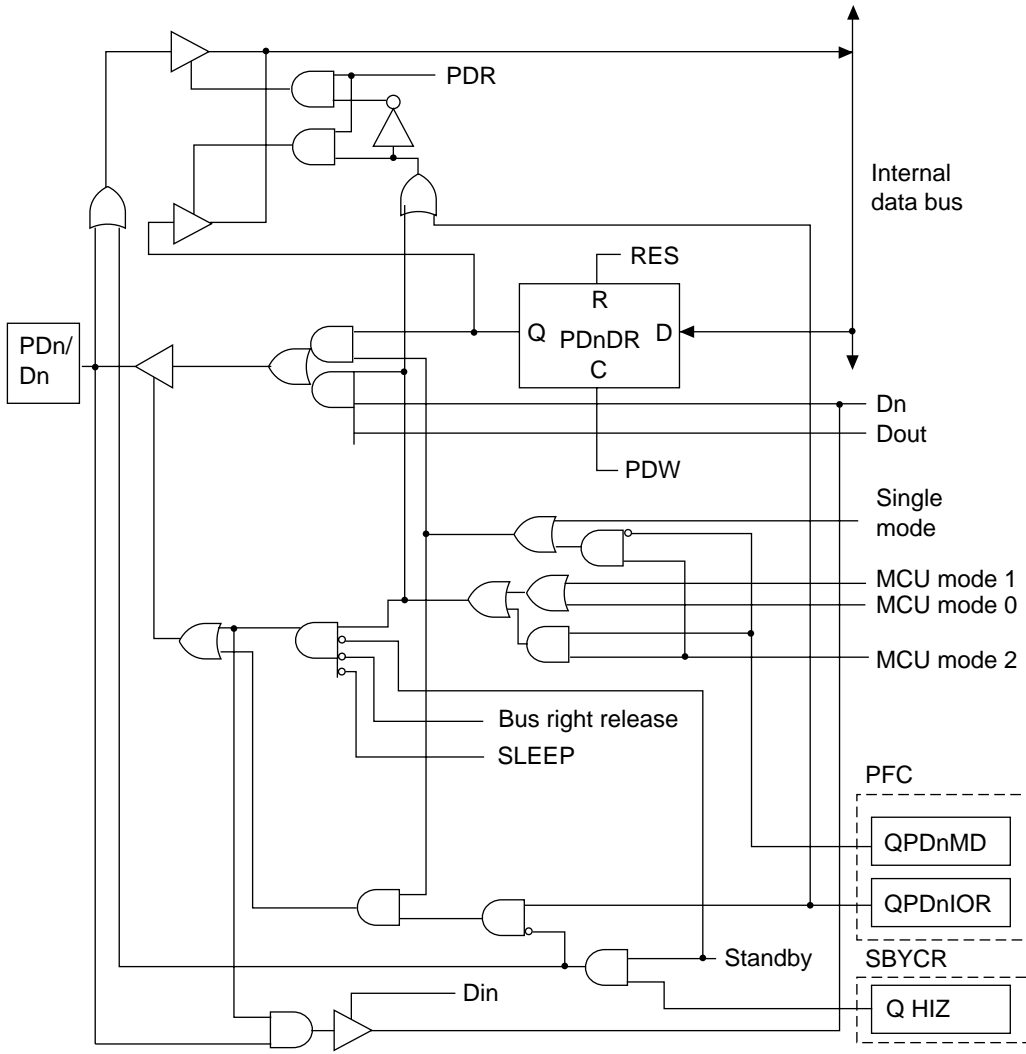 PDR
Internal
data bus
RES
R
Q
PDnDR
D
C
PDn/
Dn
Dn
Dout
PDW
Single
mode
MCU mode 1
MCU mode 0
MCU mode 2
Bus right release
SLEEP
PFC
QPDnMD
QPDnIOR
Standby
SBYCR
Din
Q HIZ